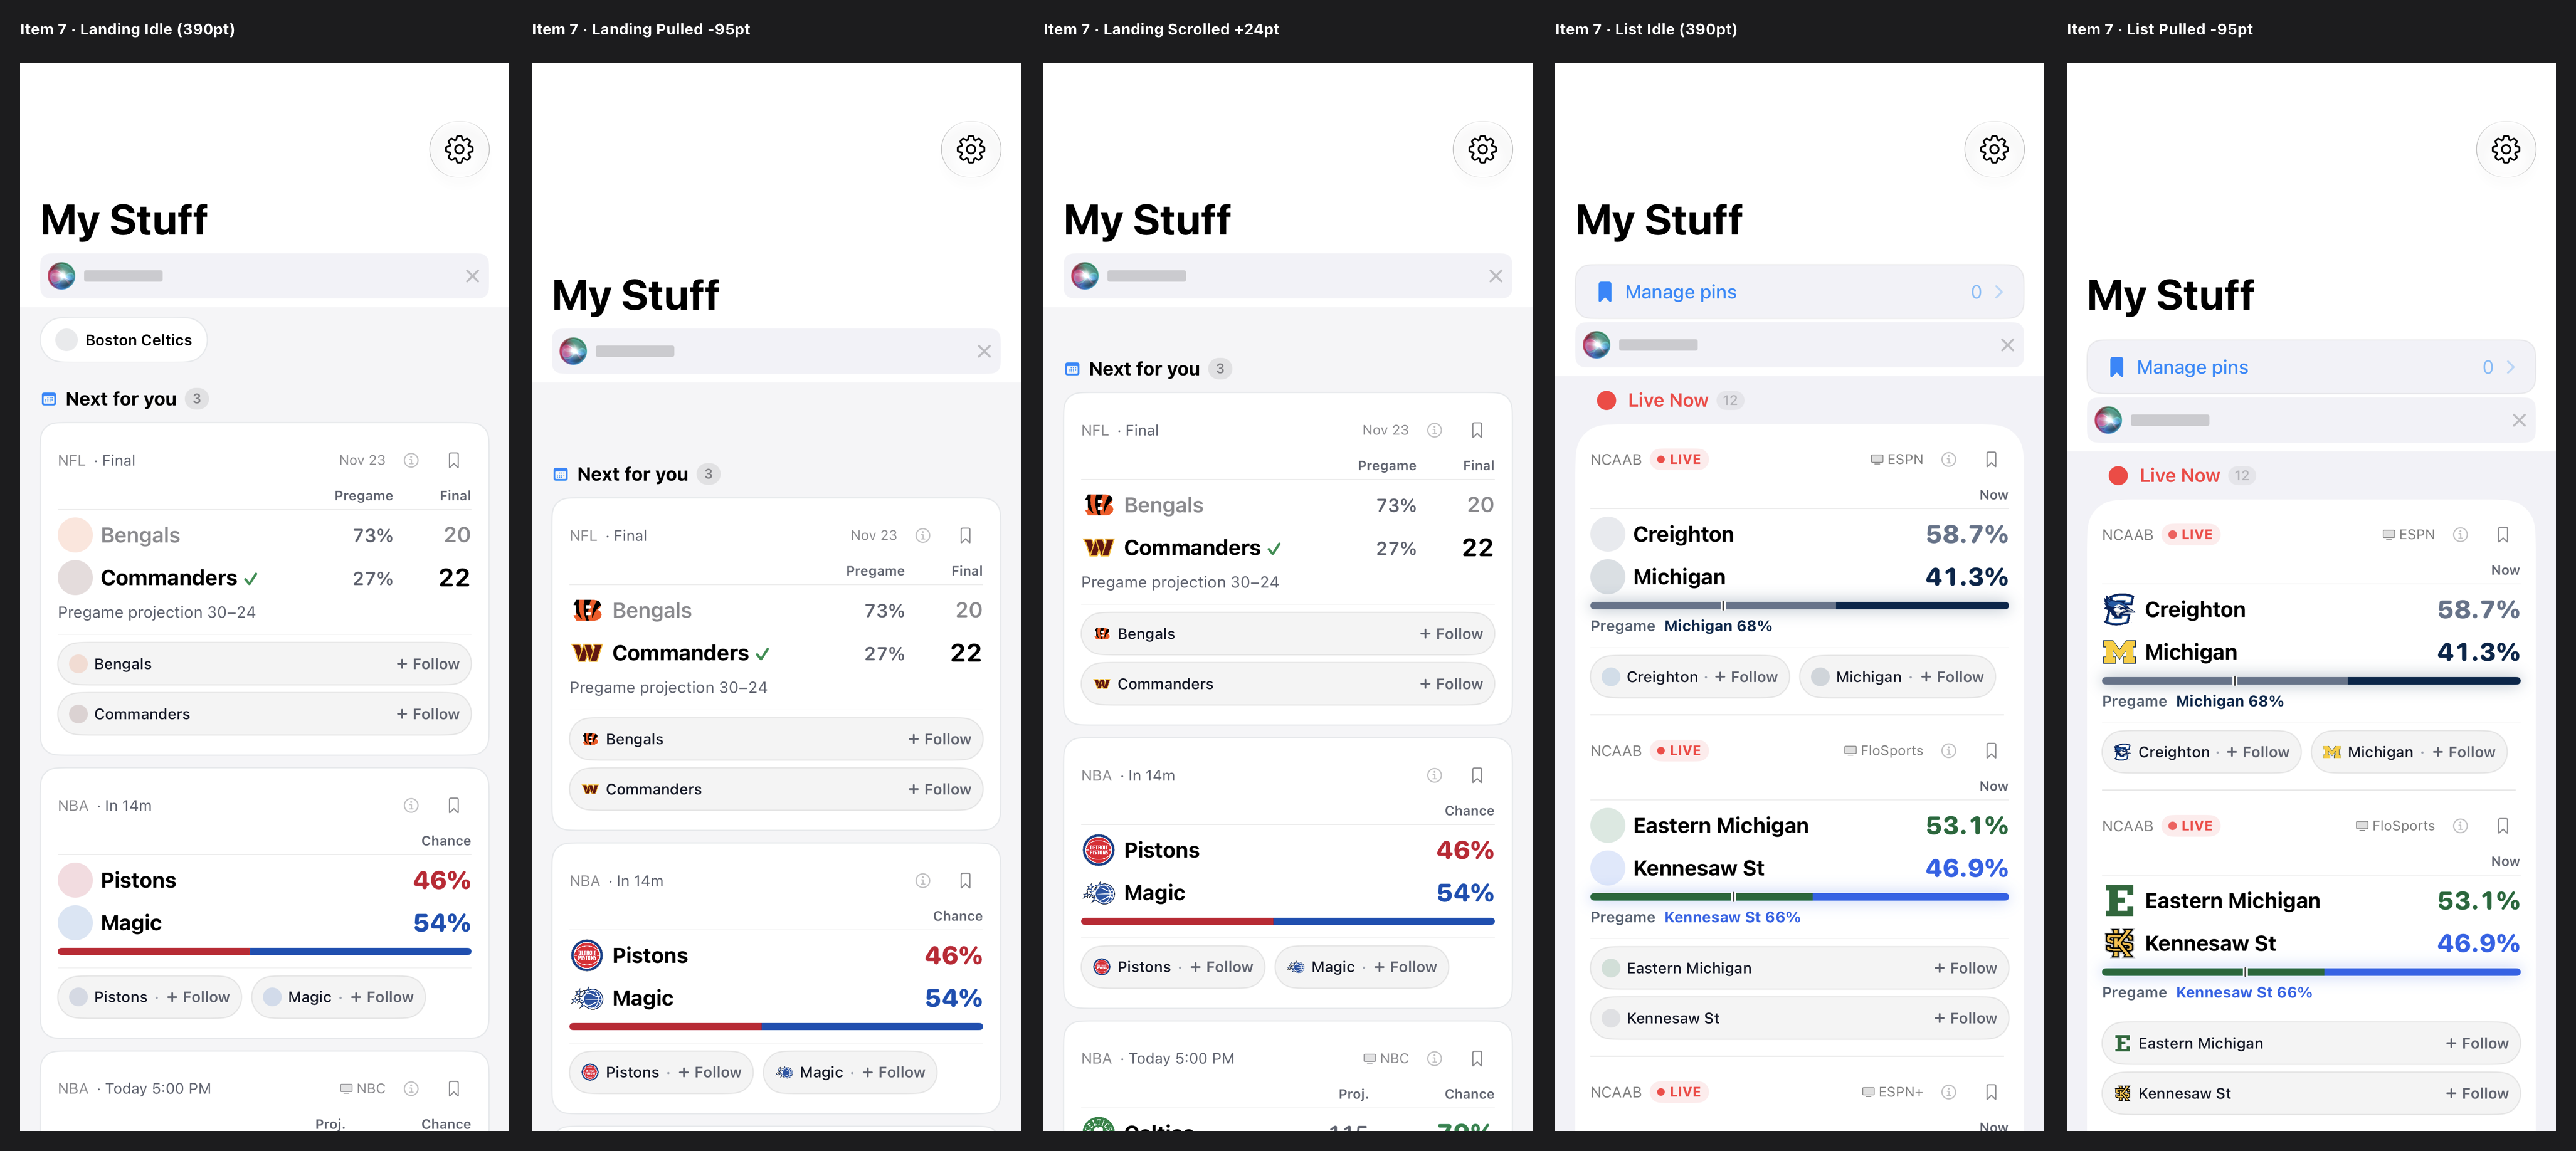 Item 7 · Landing Idle (390pt)
My Stuff
Boston Celtics
Next for you 3
NFL · Final Nov 23
Pregame Final
Bengals 73% 20
Commanders 27% 22
Pregame projection 30–24
Bengals + Follow
Commanders + Follow
NBA · In 14m
Chance
Pistons 46%
Magic 54%
Pistons · + Follow Magic · + Follow
NBA · Today 5:00 PM NBC
Proj. Chance
Item 7 · Landing Pulled -95pt
My Stuff
Next for you 3
NFL · Final Nov 23
Pregame Final
Bengals 73% 20
Commanders 27% 22
Pregame projection 30–24
Bengals + Follow
Commanders + Follow
NBA · In 14m
Chance
Pistons 46%
Magic 54%
Pistons · + Follow Magic · + Follow
Item 7 · Landing Scrolled +24pt
My Stuff
Next for you 3
NFL · Final Nov 23
Pregame Final
Bengals 73% 20
Commanders 27% 22
Pregame projection 30–24
Bengals + Follow
Commanders + Follow
NBA · In 14m
Chance
Pistons 46%
Magic 54%
Pistons · + Follow Magic · + Follow
NBA · Today 5:00 PM NBC
Proj. Chance
Item 7 · List Idle (390pt)
My Stuff
Manage pins 0
Live Now 12
NCAAB LIVE ESPN
Now
Creighton 58.7%
Michigan 41.3%
Pregame Michigan 68%
Creighton · + Follow Michigan · + Follow
NCAAB LIVE FloSports
Now
Eastern Michigan 53.1%
Kennesaw St 46.9%
Pregame Kennesaw St 66%
Eastern Michigan + Follow
Kennesaw St + Follow
NCAAB LIVE ESPN+
Now
Item 7 · List Pulled -95pt
My Stuff
Manage pins 0
Live Now 12
NCAAB LIVE ESPN
Now
Creighton 58.7%
Michigan 41.3%
Pregame Michigan 68%
Creighton · + Follow Michigan · + Follow
NCAAB LIVE FloSports
Now
Eastern Michigan 53.1%
Kennesaw St 46.9%
Pregame Kennesaw St 66%
Eastern Michigan + Follow
Kennesaw St + Follow